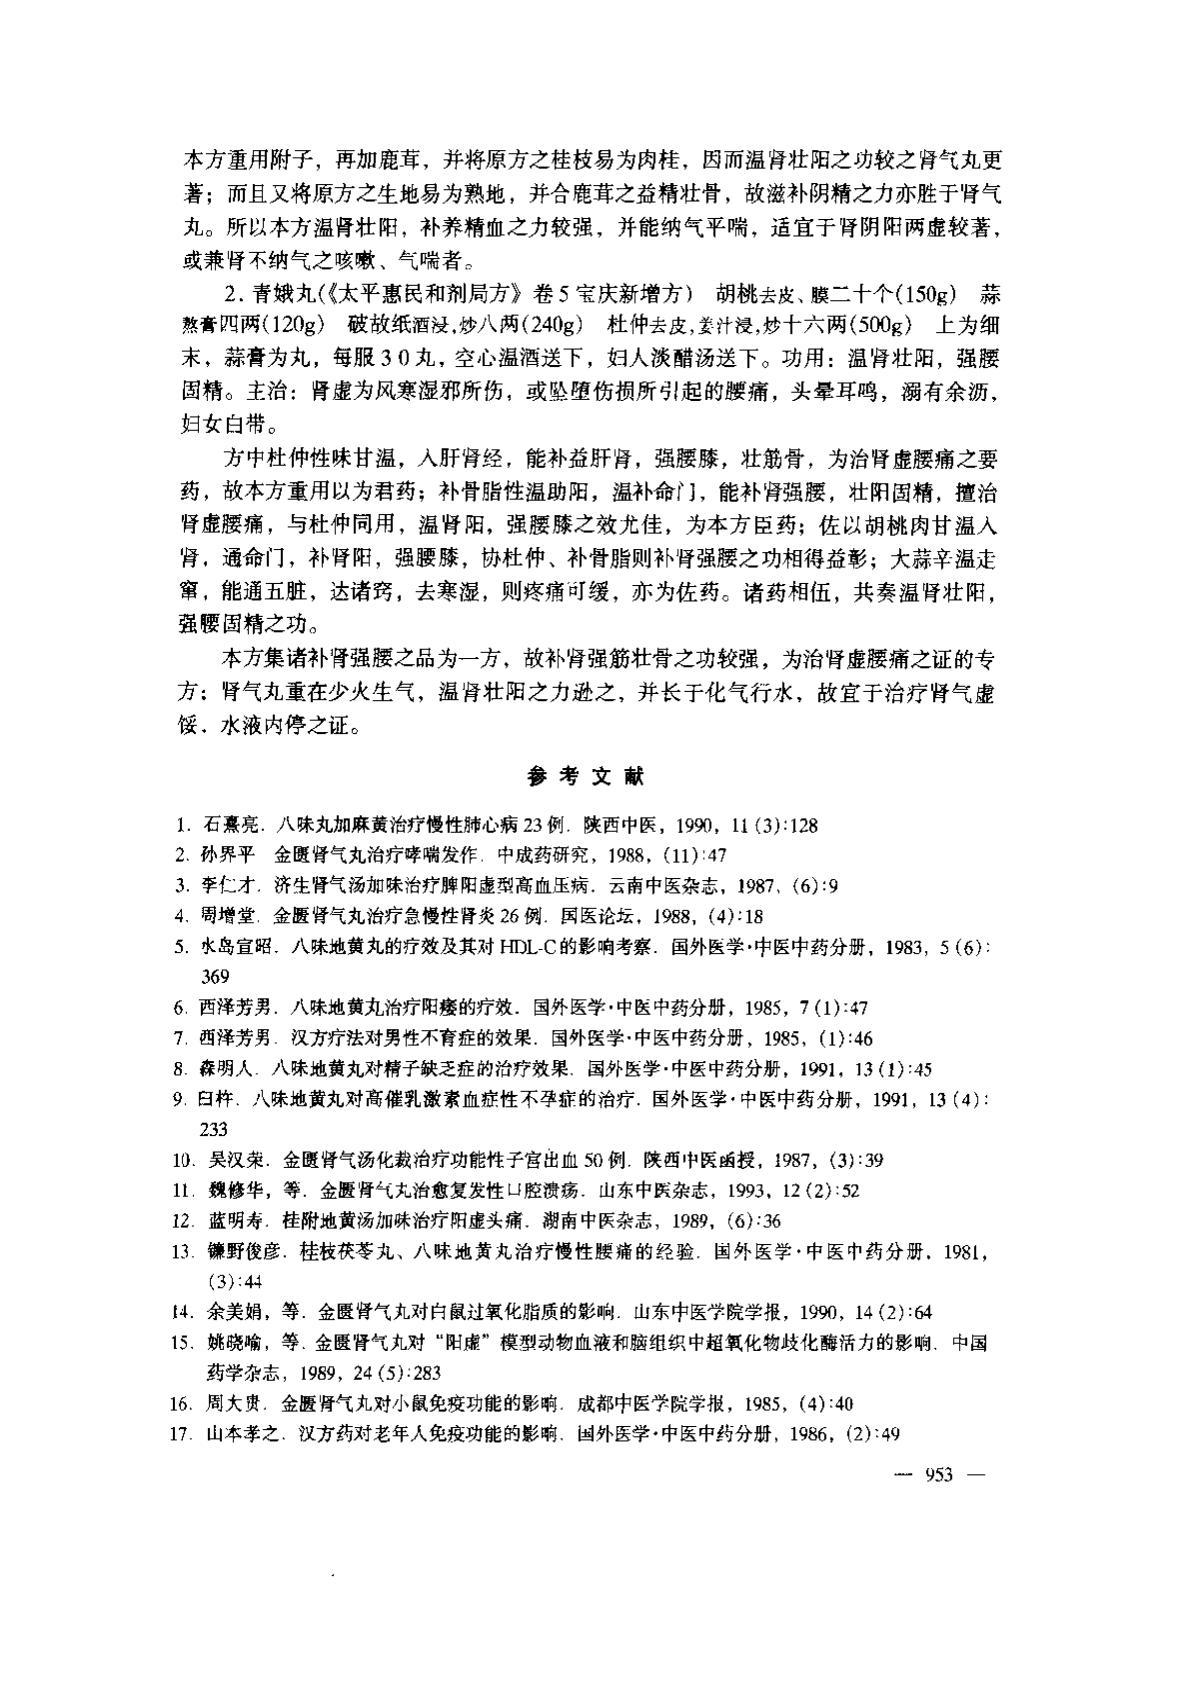 本方重用附子，再加鹿茸，并将原方之桂枝易为肉桂，因而温肾壮阳之功较之肾气丸更
著；而且又将原方之生地易为熟地，并合鹿茸之益精壮骨，故滋补阴精之力亦胜于肾气
丸。所以本方温肾壮阳，补养精血之力较强，并能纳气平喘，适宜于肾阴阳两虚较著，
或兼肾不纳气之咳嗽、气喘者。
2．青娥丸(《太平惠民和剂局方》卷5宝庆新增方)　胡桃去皮、膜二十个(150g)　蒜
熬膏四两(120g)　破故纸酒浸,炒八两(240g)　杜仲去皮,姜汁浸,炒十六两(500g)　上为细
末，蒜膏为丸，每服30丸，空心温酒送下，妇人淡醋汤送下。功用：温肾壮阳，强腰
固精。主治：肾虚为风寒湿邪所伤，或坠堕伤损所引起的腰痛，头晕耳鸣，溺有余沥，
妇女白带。
方中杜仲性味甘温，入肝肾经，能补益肝肾，强腰膝，壮筋骨，为治肾虚腰痛之要
药，故本方重用以为君药；补骨脂性温助阳，温补命门，能补肾强腰，壮阳固精，擅治
肾虚腰痛，与杜仲同用，温肾阳，强腰膝之效尤佳，为本方臣药；佐以胡桃肉甘温入
肾，通命门，补肾阳，强腰膝，协杜仲、补骨脂则补肾强腰之功相得益彰；大蒜辛温走
窜，能通五脏，达诸窍，去寒湿，则疼痛可缓，亦为佐药。诸药相伍，共奏温肾壮阳，
强腰固精之功。
本方集诸补肾强腰之品为一方，故补肾强筋壮骨之功较强，为治肾虚腰痛之证的专
方；肾气丸重在少火生气，温肾壮阳之力逊之，并长于化气行水，故宜于治疗肾气虚
馁，水液内停之证。
参考文献
1．石熹亮．八味丸加麻黄治疗慢性肺心病23例．陕西中医，1990，11(3):128
2．孙界平　金匮肾气丸治疗哮喘发作．中成药研究，1988，(11):47
3．李仁才．济生肾气汤加味治疗脾阳虚型高血压病．云南中医杂志，1987，(6):9
4．周增堂．金匮肾气丸治疗急慢性肾炎26例．国医论坛，1988，(4):18
5．水岛宣昭．八味地黄丸的疗效及其对HDL-C的影响考察．国外医学·中医中药分册，1983，5(6):
369
6．西泽芳男．八味地黄丸治疗阳痿的疗效．国外医学·中医中药分册，1985，7(1):47
7．西泽芳男．汉方疗法对男性不育症的效果．国外医学·中医中药分册，1985，(1):46
8．森明人．八味地黄丸对精子缺乏症的治疗效果．国外医学·中医中药分册，1991，13(1):45
9．臼杵．八味地黄丸对高催乳激素血症性不孕症的治疗．国外医学·中医中药分册，1991，13(4):
233
10．吴汉荣．金匮肾气汤化裁治疗功能性子宫出血50例．陕西中医函授，1987，(3):39
11．魏修华，等．金匮肾气丸治愈复发性口腔溃疡．山东中医杂志，1993，12(2):52
12．蓝明寿．桂附地黄汤加味治疗阳虚头痛．湖南中医杂志，1989，(6):36
13．镰野俊彦．桂枝茯苓丸、八味地黄丸治疗慢性腰痛的经验．国外医学·中医中药分册，1981，
(3):44
14．余美娟，等．金匮肾气丸对白鼠过氧化脂质的影响．山东中医学院学报，1990，14(2):64
15．姚晓喻，等．金匮肾气丸对“阳虚”模型动物血液和脑组织中超氧化物歧化酶活力的影响．中国
药学杂志，1989，24(5):283
16．周大贵．金匮肾气丸对小鼠免疫功能的影响．成都中医学院学报，1985，(4):40
17．山本孝之．汉方药对老年人免疫功能的影响．国外医学·中医中药分册，1986，(2):49
— 953 —